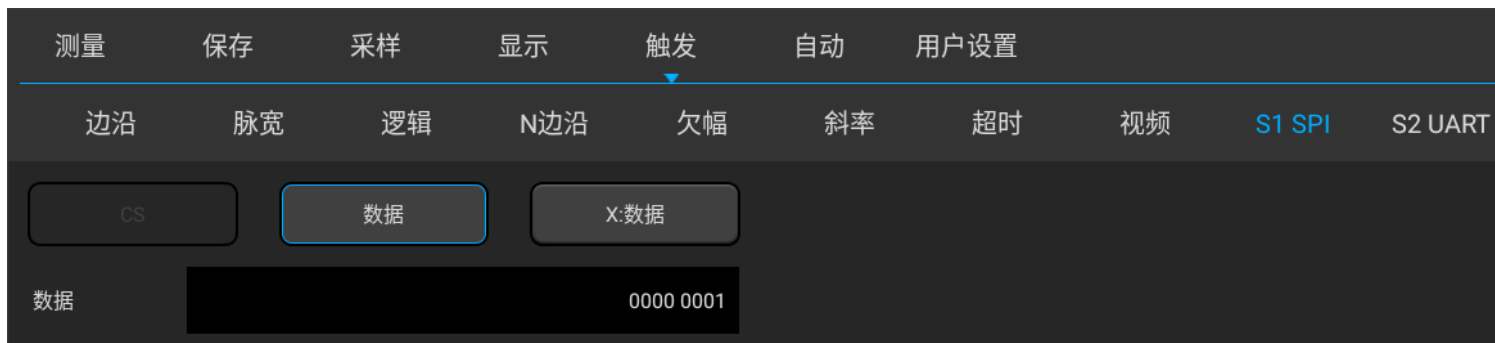 测量 保存 采样 显示 触发 自动 用户设置
边沿 脉宽 逻辑 N边沿 欠幅 斜率 超时 视频 S1 SPI S2 UART
CS 数据 X:数据
数据 0000 0001